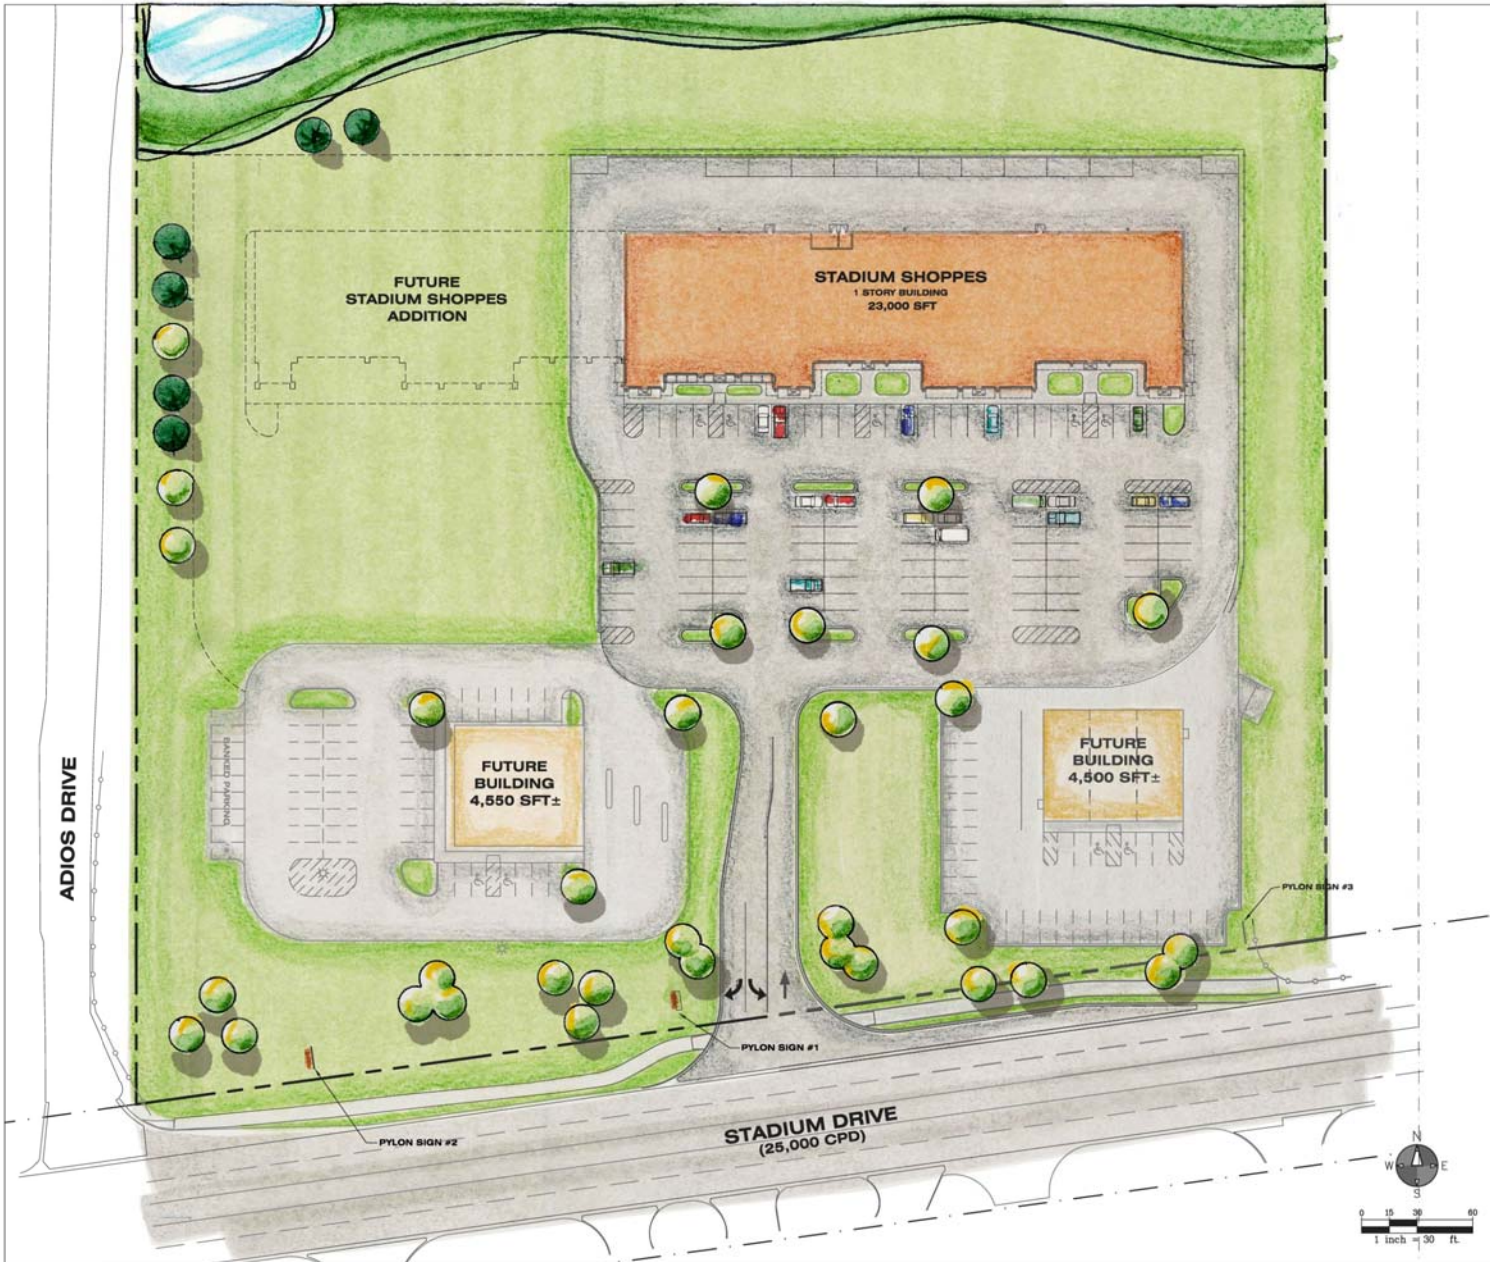 FUTURE
STADIUM SHOPPES
ADDITION
STADIUM SHOPPES
1 STORY BUILDING
23,000 SFT
ADIOS DRIVE
BANKED PARKING
FUTURE
BUILDING
4,550 SFT±
FUTURE
BUILDING
4,500 SFT±
PYLON SIGN #3
PYLON SIGN #1
PYLON SIGN #2
STADIUM DRIVE
(25,000 CPD)
N
W E
S
0 15 30 60
1 inch = 30 ft.